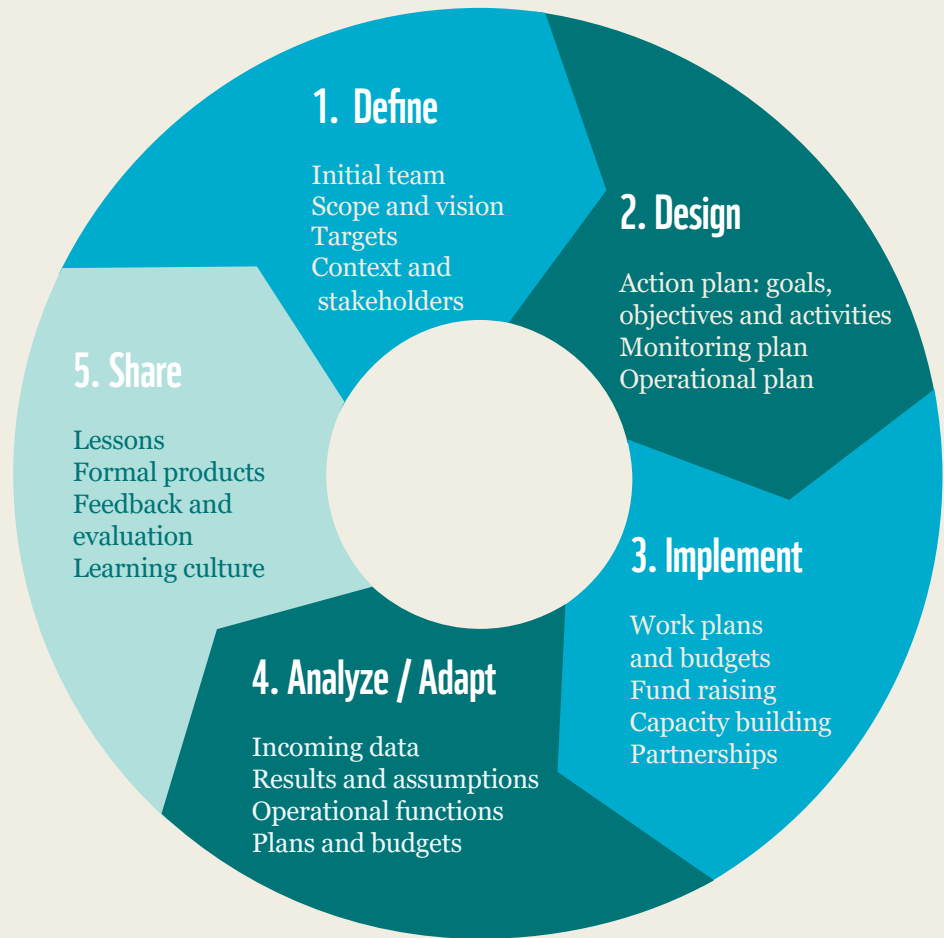 1. Define
Initial team
Scope and vision
Targets
Context and
stakeholders
2. Design
Action plan: goals,
objectives and activities
Monitoring plan
Operational plan
3. Implement
Work plans
and budgets
Fund raising
Capacity building
Partnerships
4. Analyze / Adapt
Incoming data
Results and assumptions
Operational functions
Plans and budgets
5. Share
Lessons
Formal products
Feedback and
evaluation
Learning culture